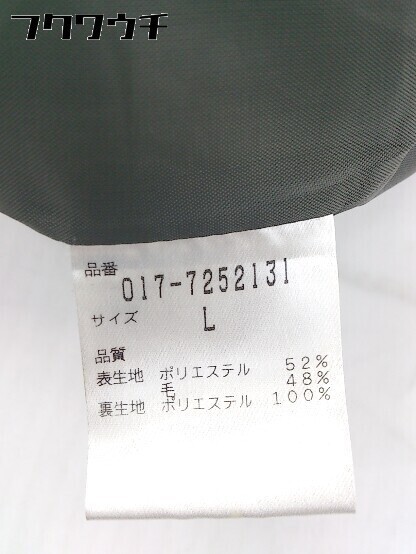 フクワウチ
品番
017-7252131
サイズ L
品質
表生地 ポリエステル 52%
毛 48%
裏生地 ポリエステル 100%